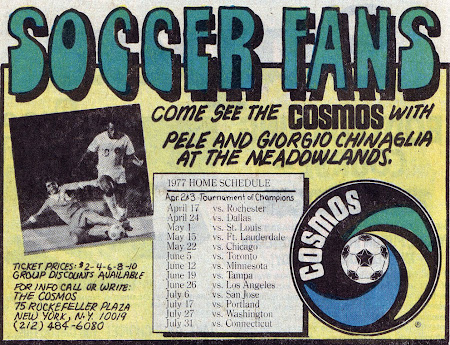 SOCCER FANS
COME SEE THE COSMOS WITH
PELE AND GIORGIO CHINAGLIA
AT THE MEADOWLANDS.
1977 HOME SCHEDULE
Apr 2&3 Tournament of Champions
April 17 vs. Rochester
April 24 vs. Dallas
May 1 vs. St. Louis
May 15 vs. Ft. Lauderdale
May 22 vs. Chicago
June 5 vs. Toronto
June 12 vs. Minnesota
June 19 vs. Tampa
June 26 vs. Los Angeles
July 6 vs. San Jose
July 17 vs. Portland
July 27 vs. Washington
July 31 vs. Connecticut
COSMOS
®
TICKET PRICES: $2-4-6-8-10
GROUP DISCOUNTS AVAILABLE
FOR INFO CALL OR WRITE:
THE COSMOS
75 ROCKEFELLER PLAZA
NEW YORK, N.Y. 10019
(212) 484-6080